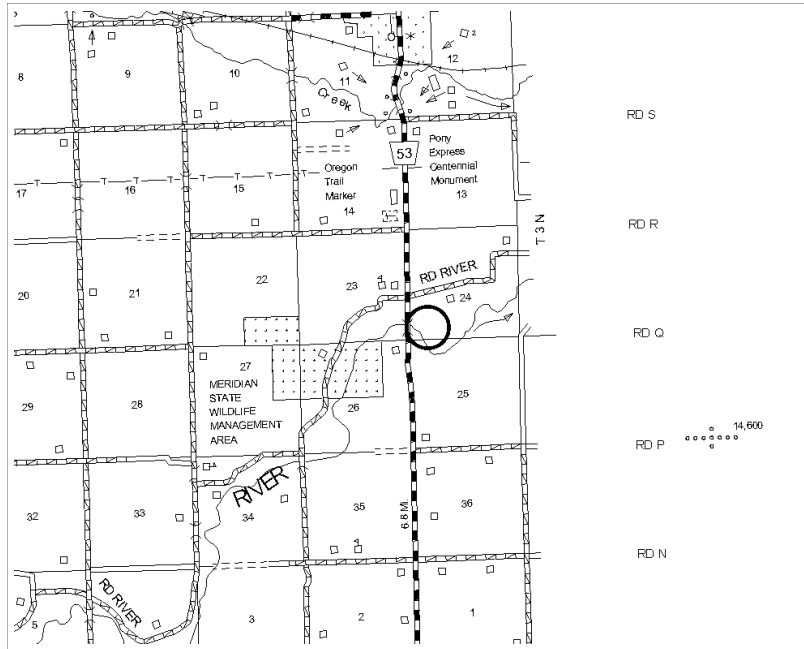 2
12
11
10
9
8
Creek
RD S
53
Pony
Express
Centennial
Monument
13
Oregon
Trail
Marker
14
T
T
T
T
T
15
16
17
T 3 N
RD R
RD RIVER
24
23
22
21
20
RD Q
27
MERIDIAN
STATE
WILDLIFE
MANAGEMENT
AREA
26
25
28
29
14,600
RD P
RIVER
6.8 MI.
36
35
34
33
32
RD N
RD RIVER
5
3
2
1